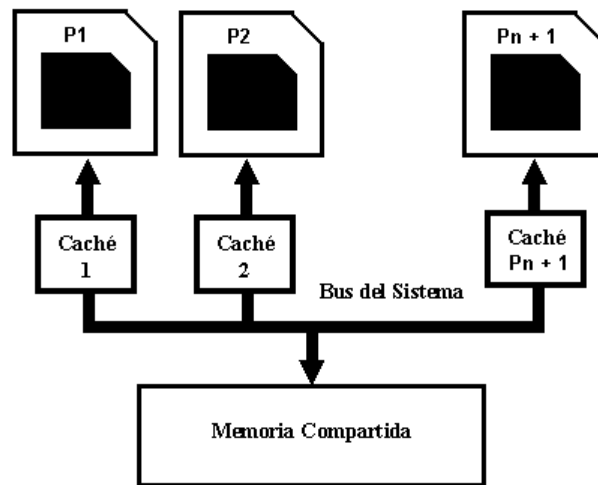 P1
P2
Pn + 1
Caché
1
Caché
2
Caché
Pn + 1
Bus del Sistema
Memoria Compartida